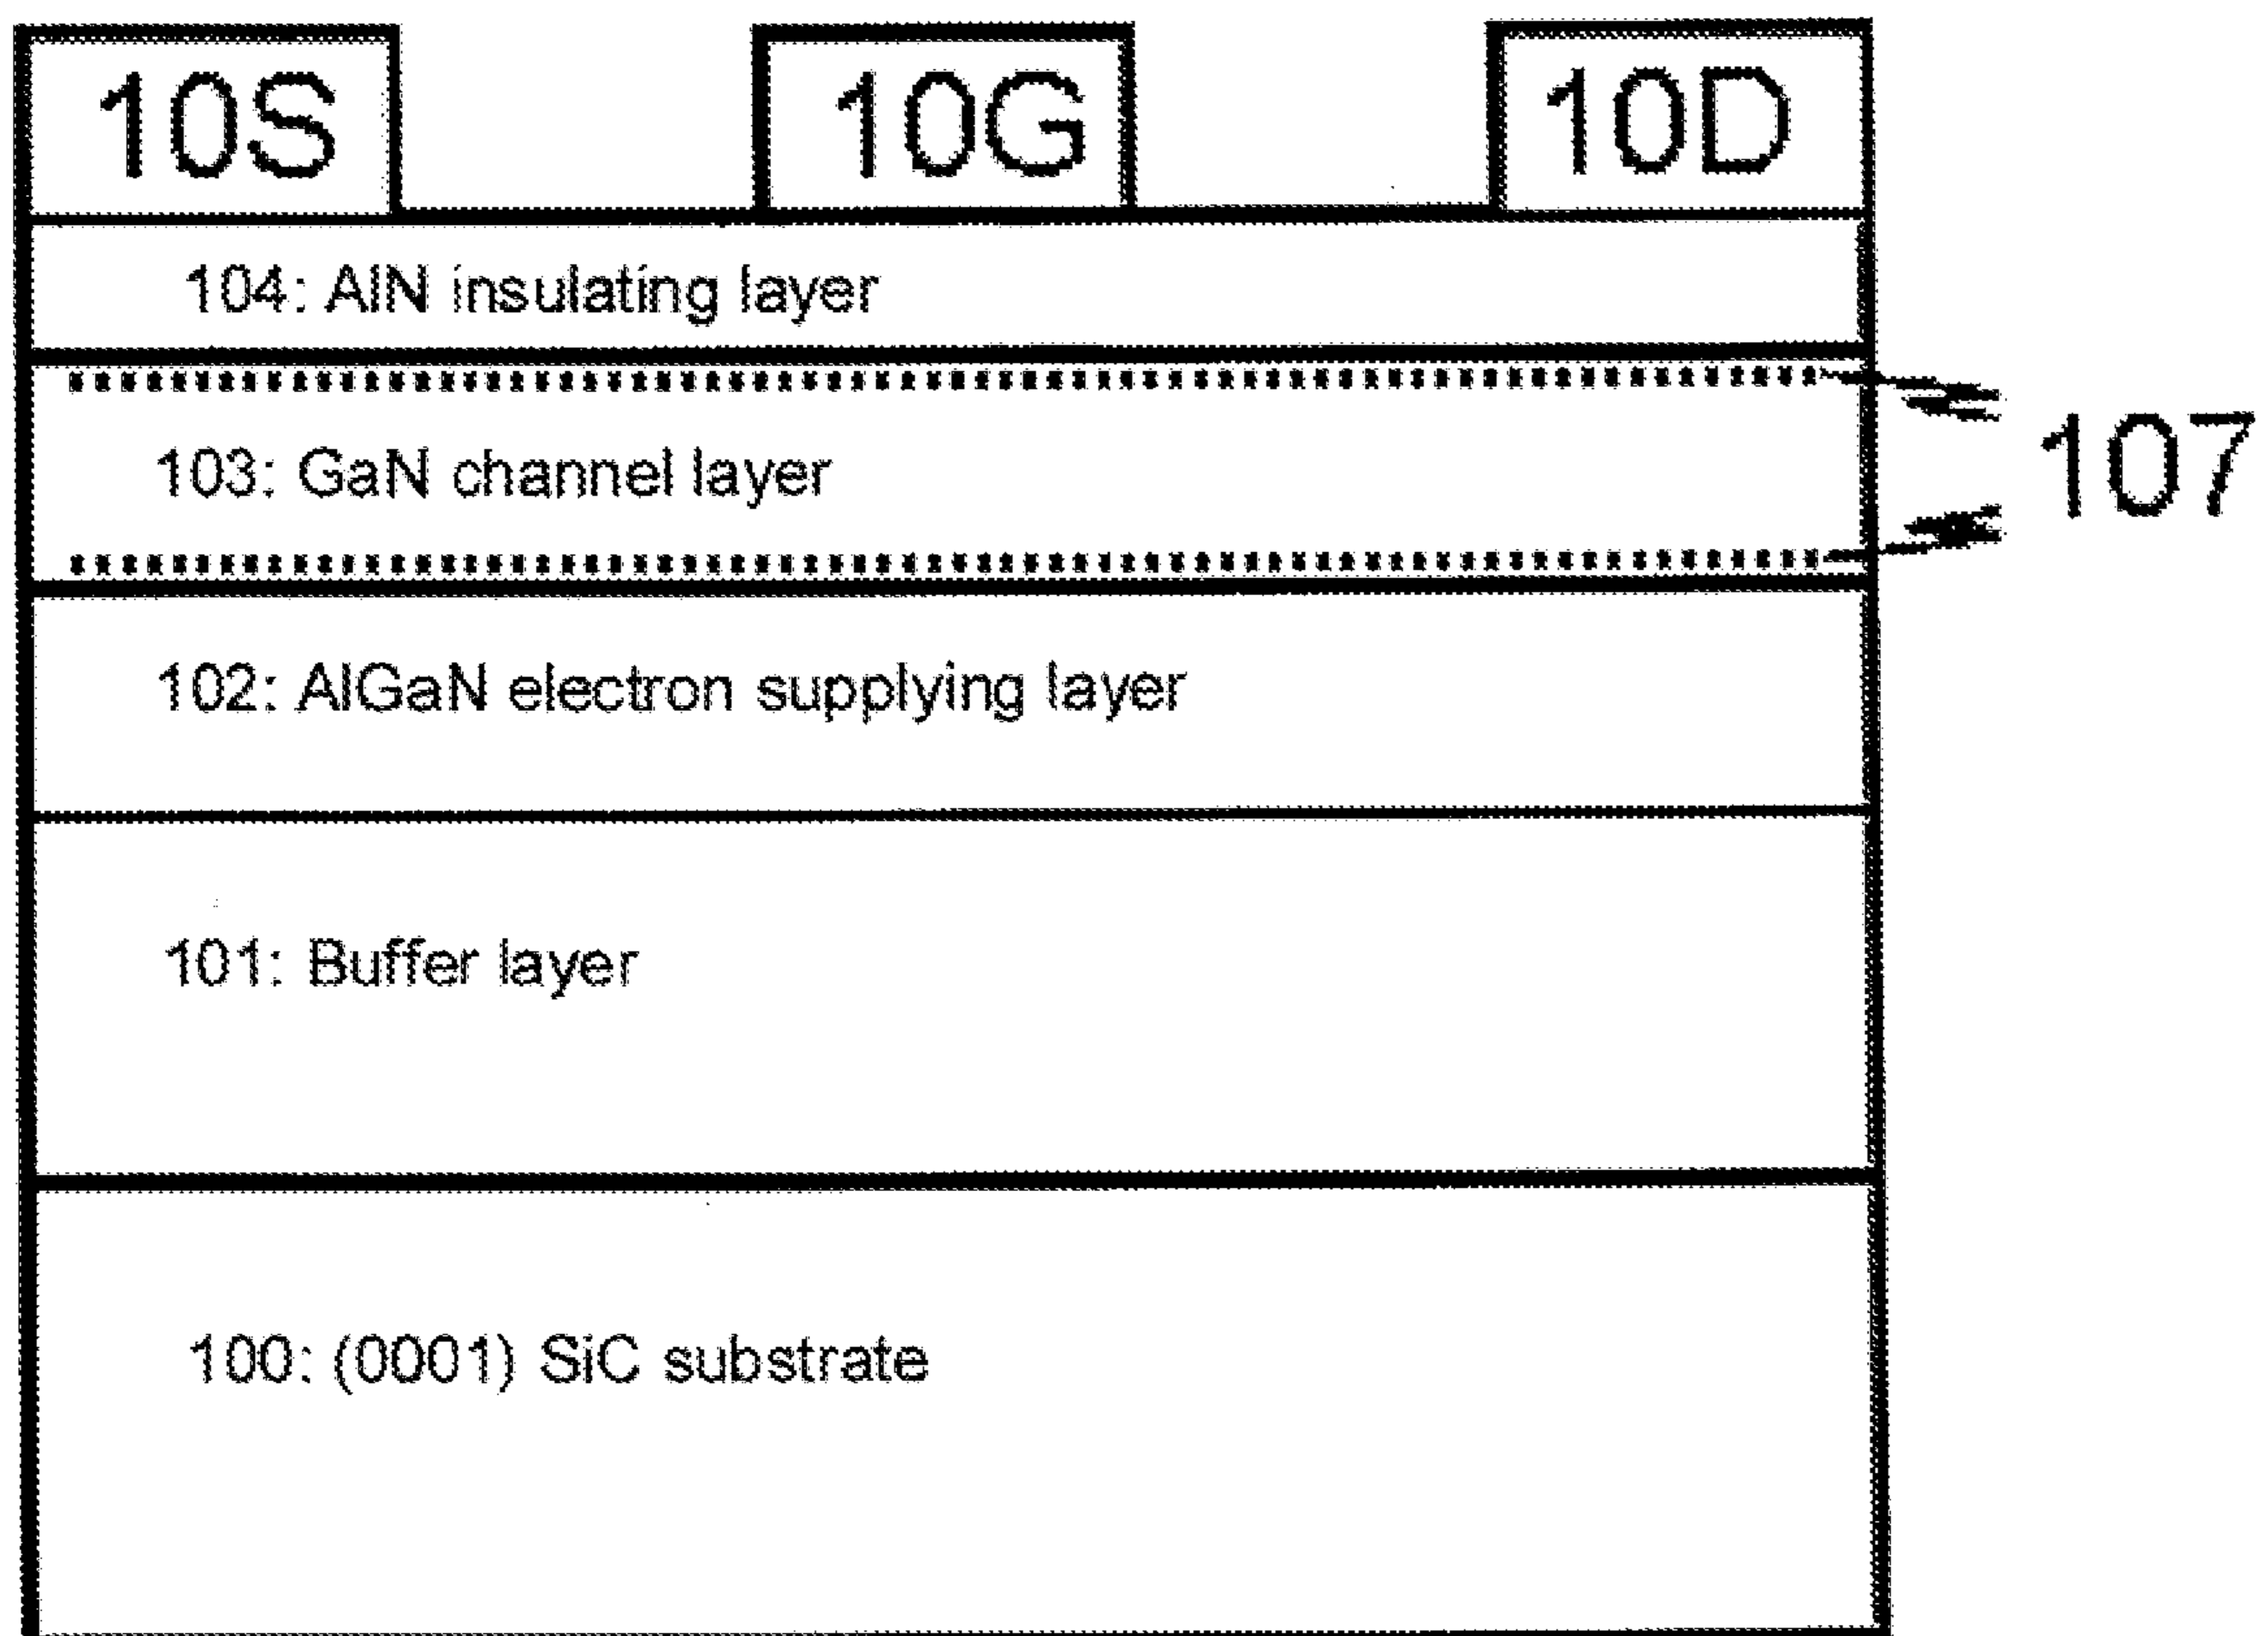 10S 10G 10D
104: AlN insulating layer
103: GaN channel layer
107
102: AlGaN electron supplying layer
101: Buffer layer
100: (0001) SiC substrate